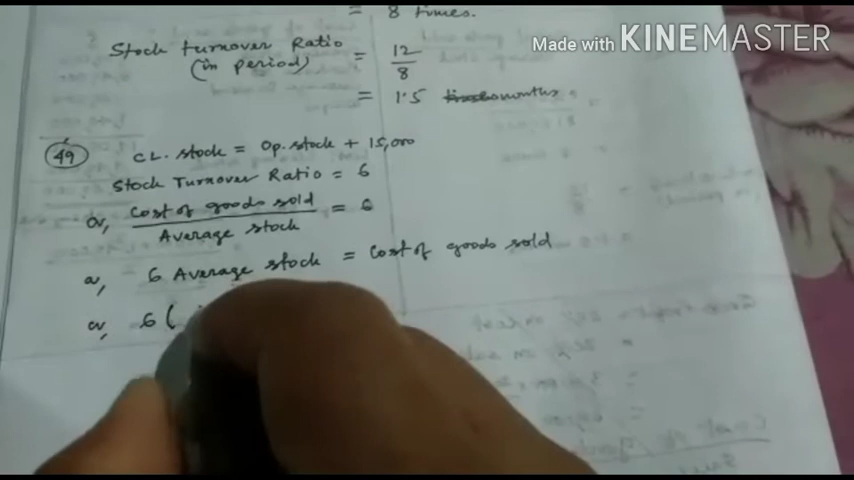 = 8 times.
Made with KINEMASTER
Stock turnover Ratio = 12/8
(in period)
= 1.5 months
49 CL. stock = Op. stock + 15,000
Stock Turnover Ratio = 6
or, Cost of goods sold / Average stock = 6
or, 6 Average stock = Cost of goods sold
or, 6 (